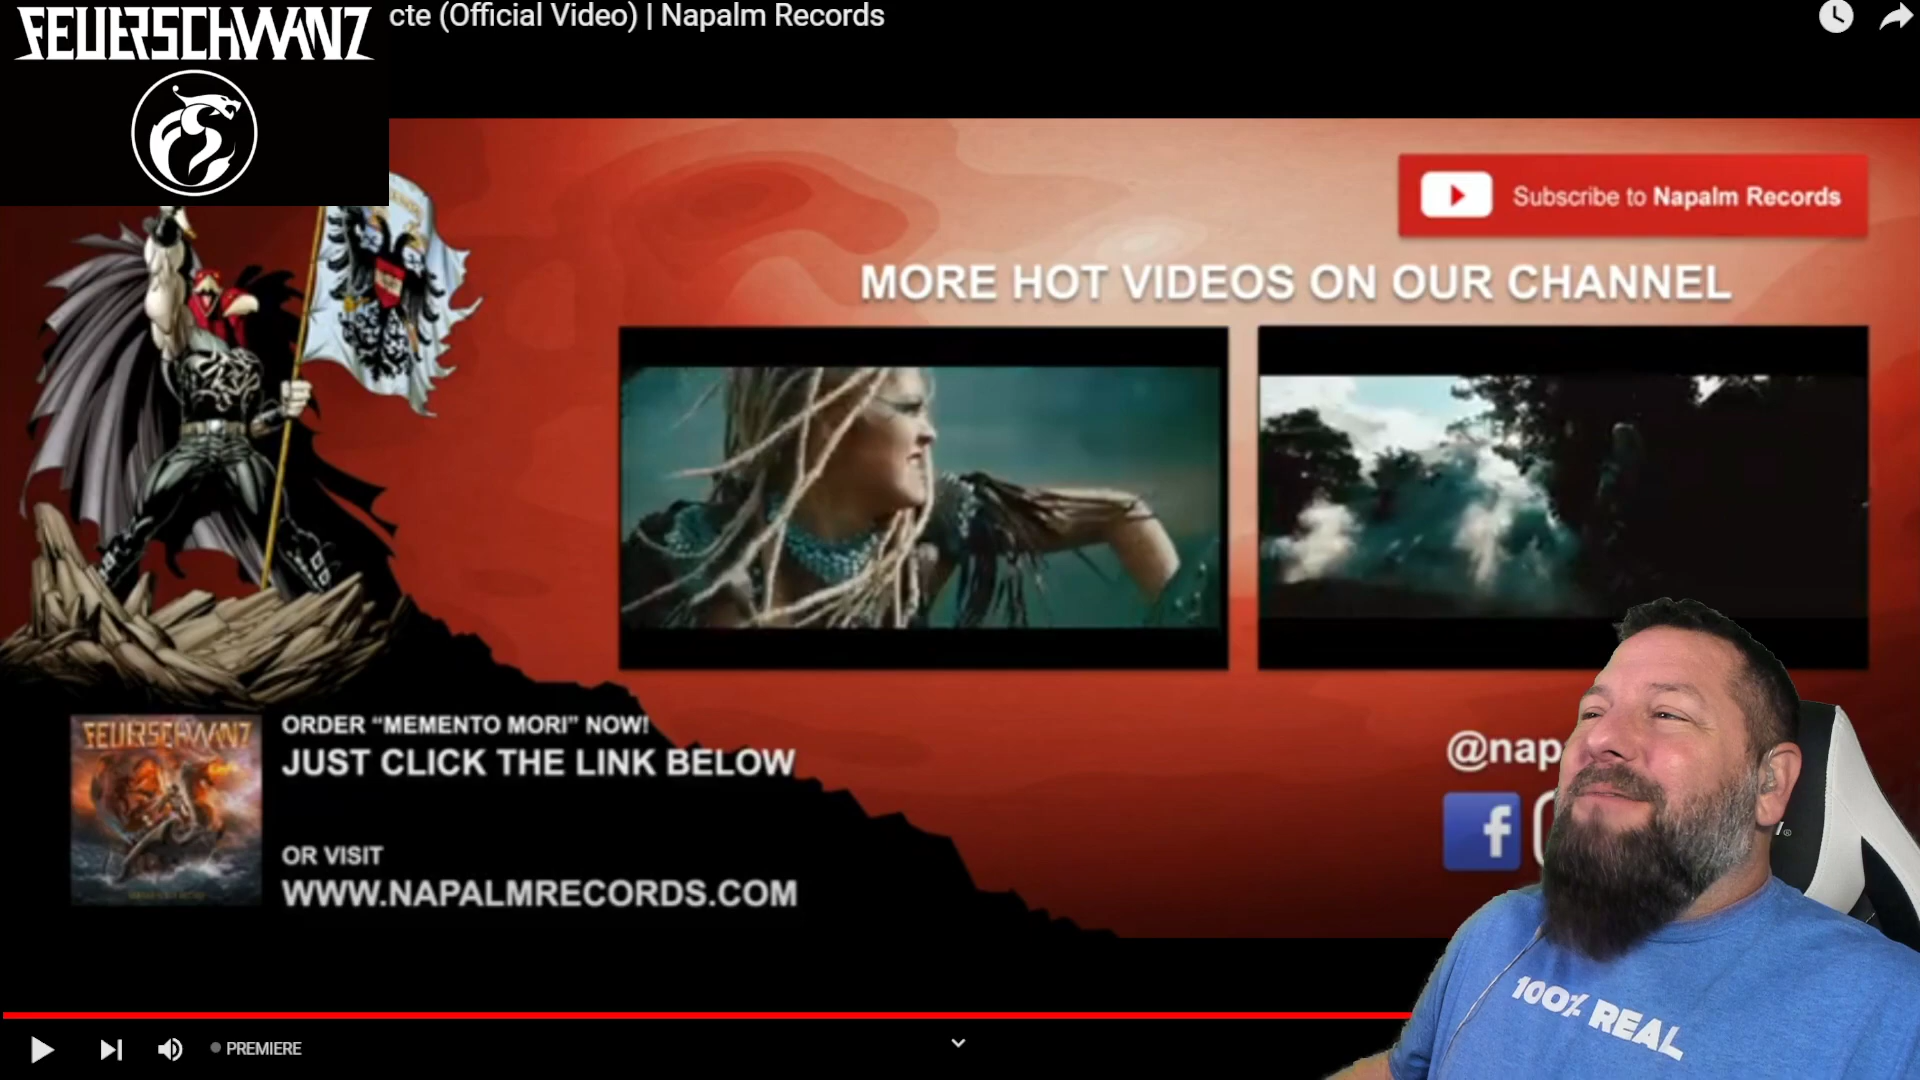 FEUERSCHWANZ
cte (Official Video) | Napalm Records
Subscribe to Napalm Records
MORE HOT VIDEOS ON OUR CHANNEL
FEUERSCHWANZ
ORDER “MEMENTO MORI” NOW!
JUST CLICK THE LINK BELOW
@nap
f
OR VISIT
WWW.NAPALMRECORDS.COM
100% REAL
PREMIERE